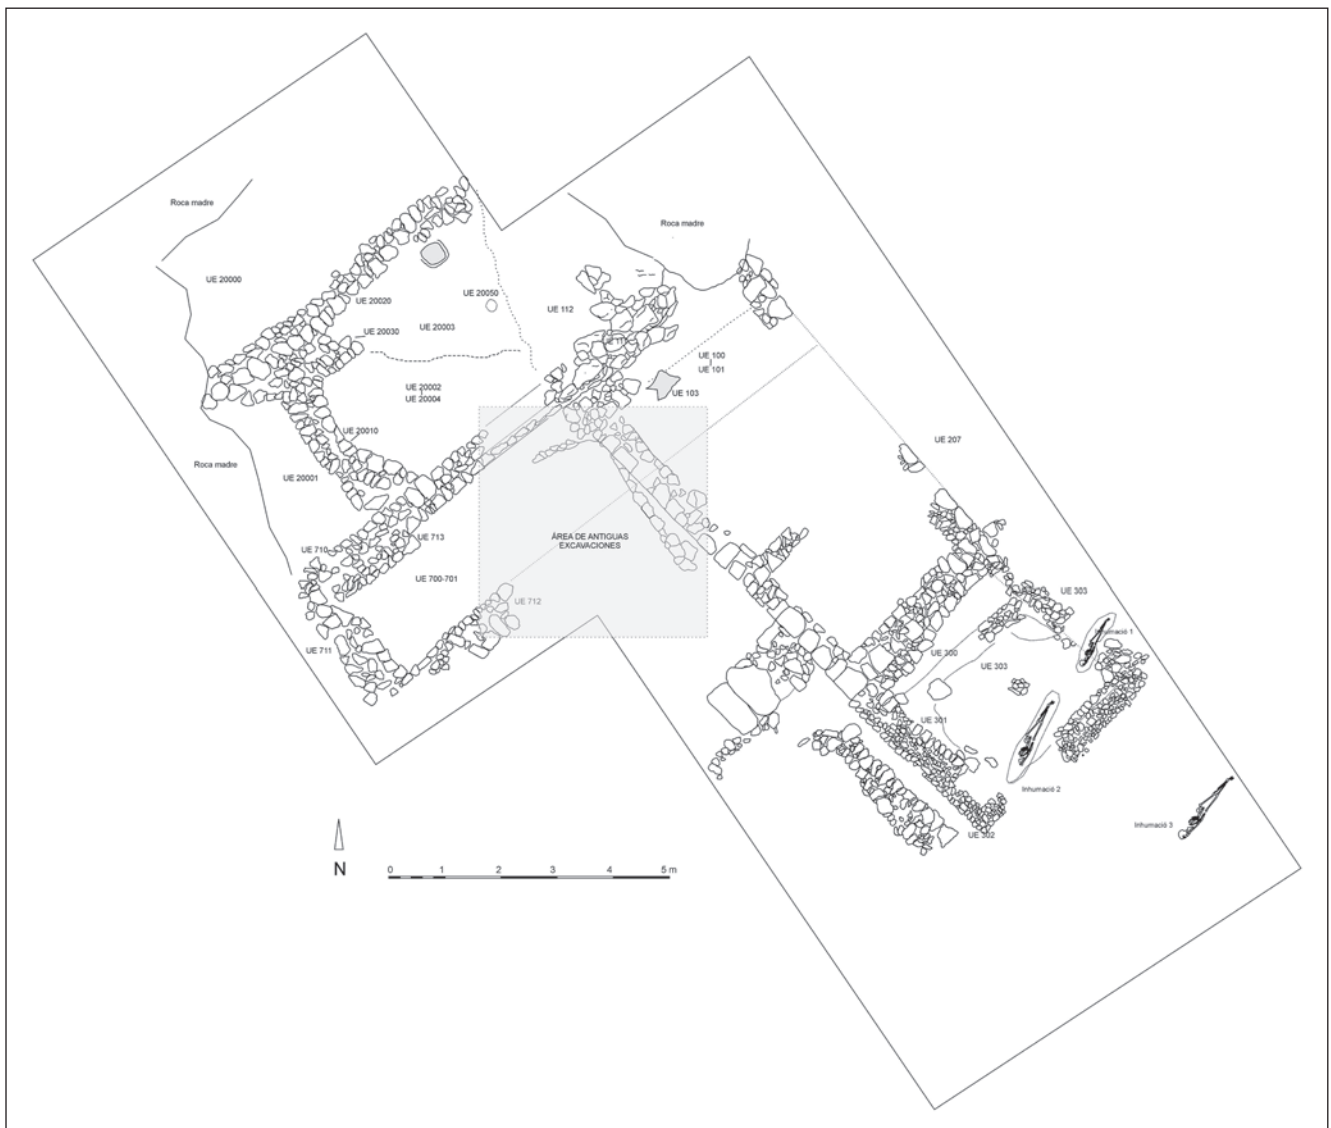 Roca madre
Roca madre
UE 20000
UE 20020
UE 20050
UE 112
UE 20030
UE 20003
UE 11
UE 100
UE 101
UE 103
UE 20002
UE 20004
UE 20010
UE 207
Roca madre
UE 20001
UE 710
UE 713
ÁREA DE ANTIGUAS
EXCAVACIONES
UE 700-701
UE 712
UE 303
Inhumació 1
UE 711
UE 300
UE 303
UE 301
Inhumació 2
Inhumació 3
UE 302
N
0 1 2 3 4 5 m